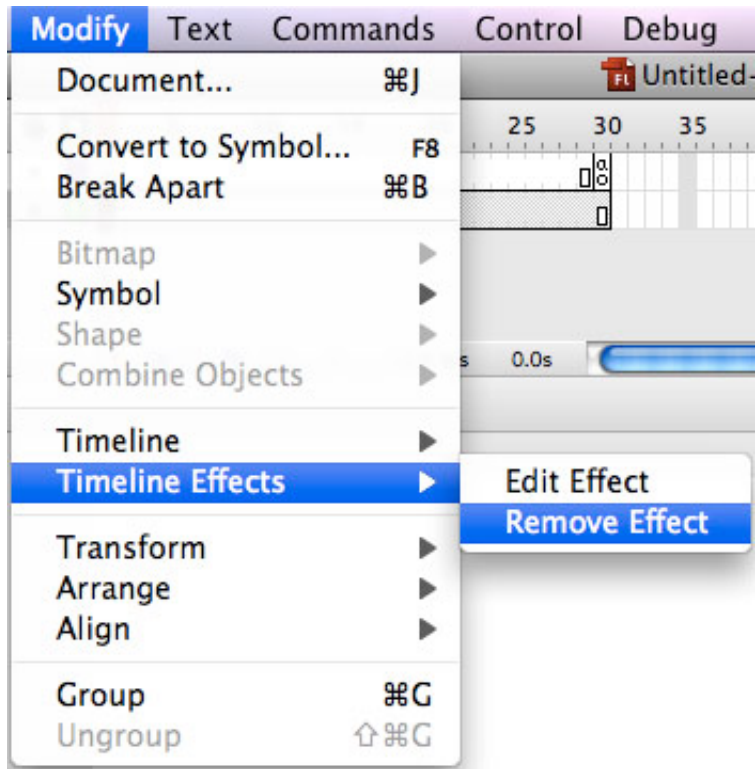 Modify Text Commands Control Debug
Document... ⌘J
FL Untitled-
25 30 35
Convert to Symbol... F8
Break Apart ⌘B
a
Bitmap
Symbol
Shape
s 0.0s
Combine Objects
Timeline
Timeline Effects
Edit Effect
Remove Effect
Transform
Arrange
Align
Group ⌘G
Ungroup ⇧⌘G